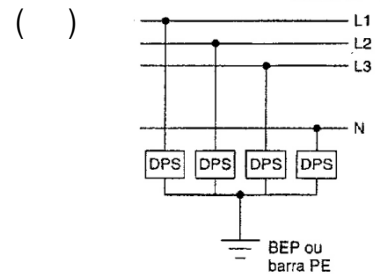 (   )
L1
L2
L3
N
DPS DPS DPS DPS
BEP ou
barra PE